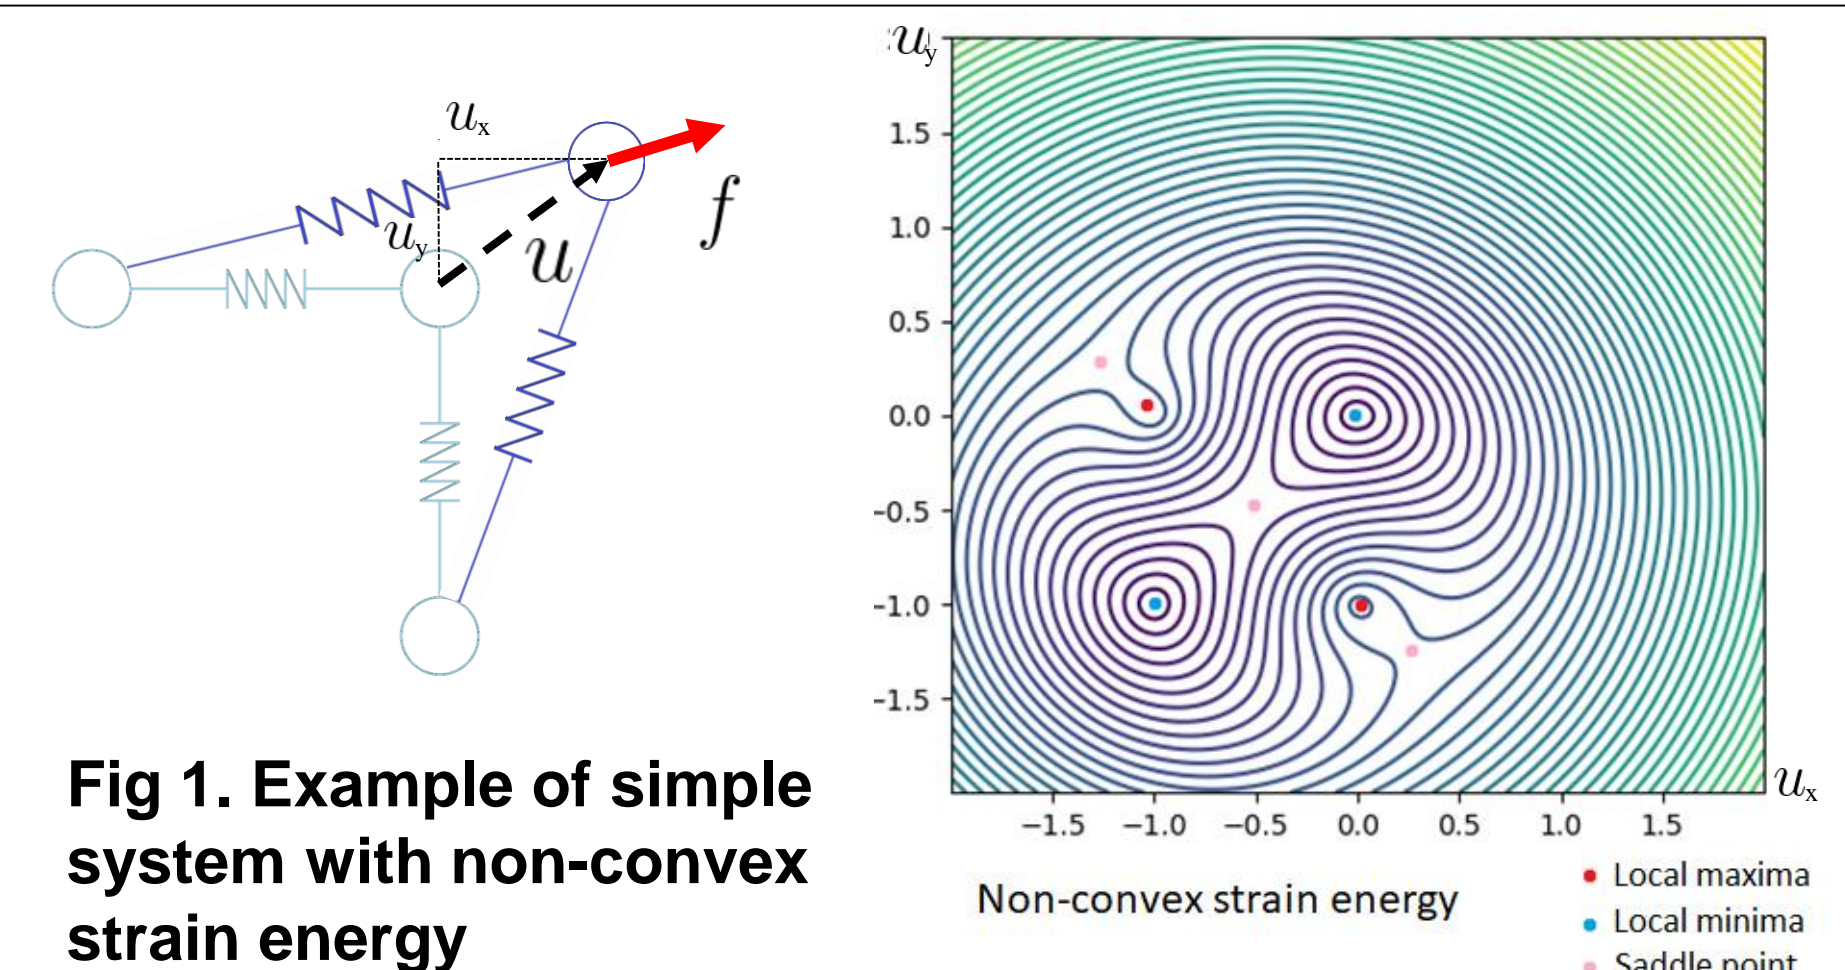 u_x
u_y
u
f
Fig 1. Example of simple
system with non-convex
strain energy
u_y
1.5
1.0
0.5
0.0
−0.5
−1.0
−1.5
u_x
−1.5 −1.0 −0.5 0.0 0.5 1.0 1.5
Non-convex strain energy
Local maxima
Local minima
Saddle point